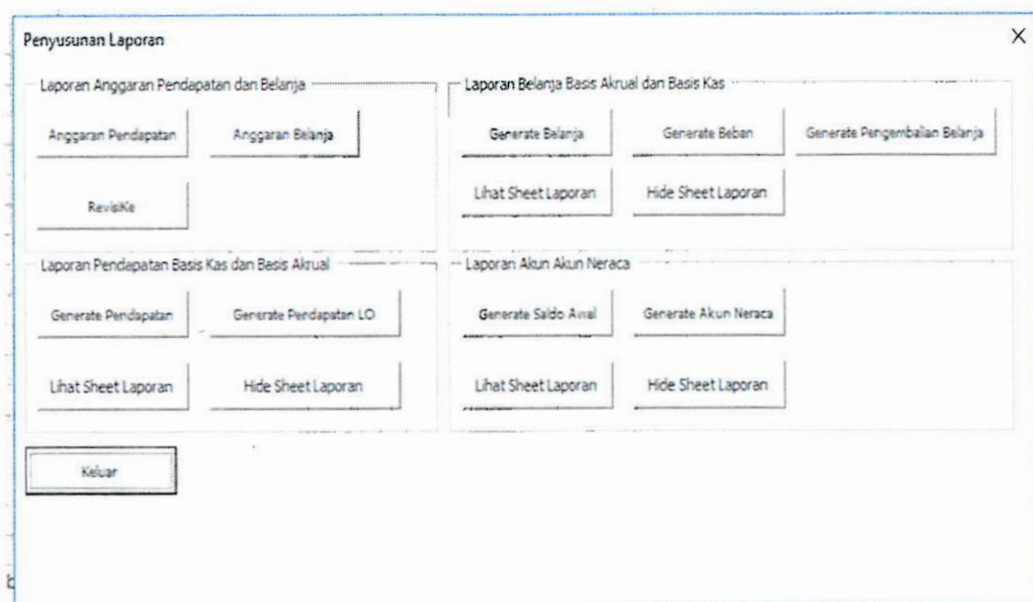 Penyusunan Laporan
X
Laporan Anggaran Pendapatan dan Belanja
Anggaran Pendapatan
Anggaran Belanja
RevisiKe
Laporan Belanja Basis Akrual dan Basis Kas
Generate Belanja
Generate Beban
Generate Pengembalian Belanja
Lihat Sheet Laporan
Hide Sheet Laporan
Laporan Pendapatan Basis Kas dan Basis Akrual
Generate Pendapatan
Generate Pendapatan LO
Lihat Sheet Laporan
Hide Sheet Laporan
Laporan Akun Akun Neraca
Generate Saldo Awal
Generate Akun Neraca
Lihat Sheet Laporan
Hide Sheet Laporan
Keluar